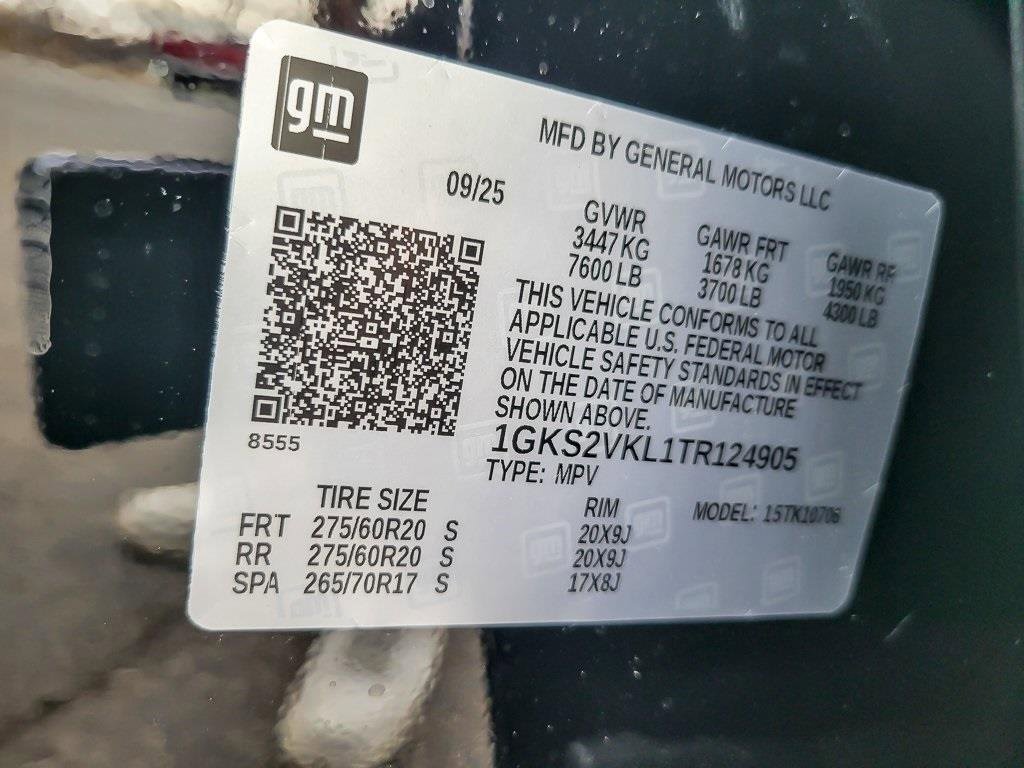 gm
MFD BY GENERAL MOTORS LLC
09/25
GVWR GAWR FRT GAWR RR
3447 KG 1678 KG 1950 KG
7600 LB 3700 LB 4300 LB
THIS VEHICLE CONFORMS TO ALL
APPLICABLE U.S. FEDERAL MOTOR
VEHICLE SAFETY STANDARDS IN EFFECT
ON THE DATE OF MANUFACTURE
SHOWN ABOVE.
8555
1GKS2VKL1TR124905
TYPE: MPV
TIRE SIZE RIM MODEL: 15TK10706
FRT 275/60R20 S 20X9J
RR 275/60R20 S 20X9J
SPA 265/70R17 S 17X8J